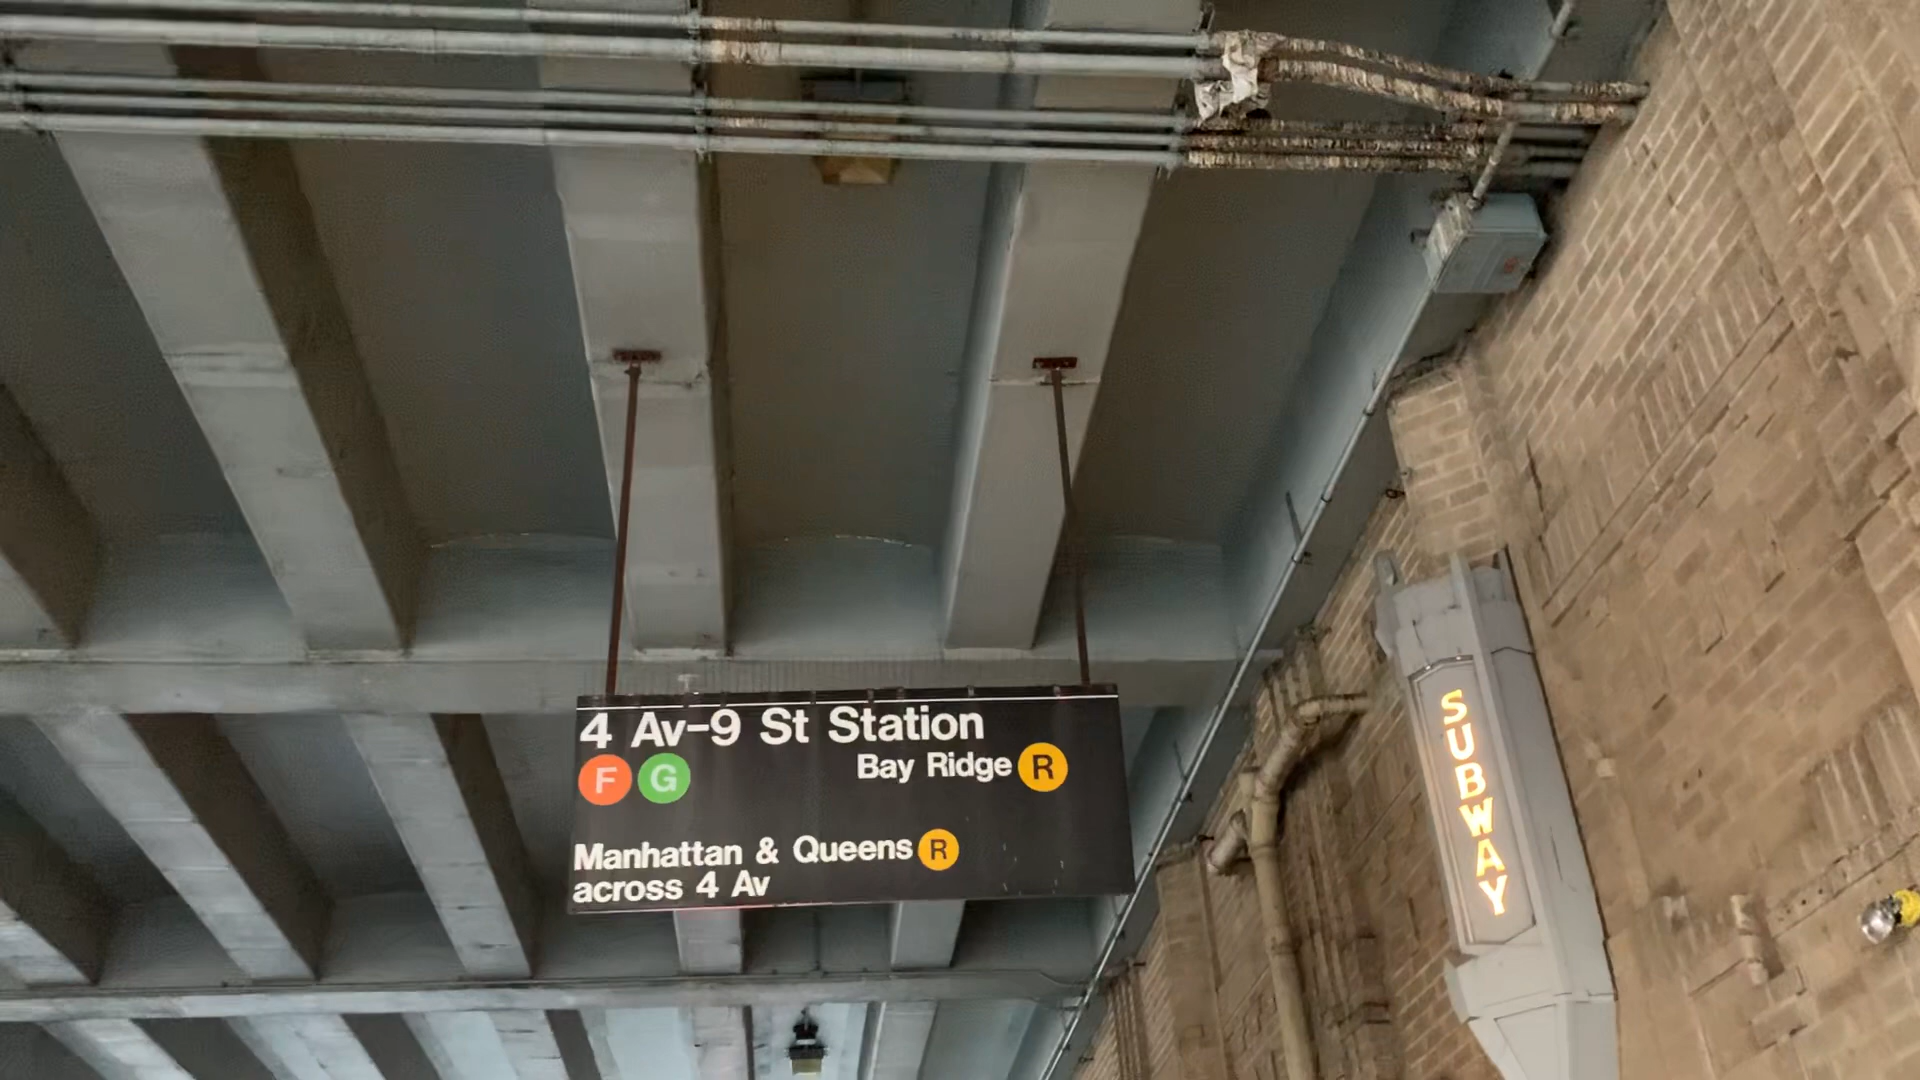 4 Av-9 St Station
F G Bay Ridge R
Manhattan & Queens R
across 4 Av
SUBWAY